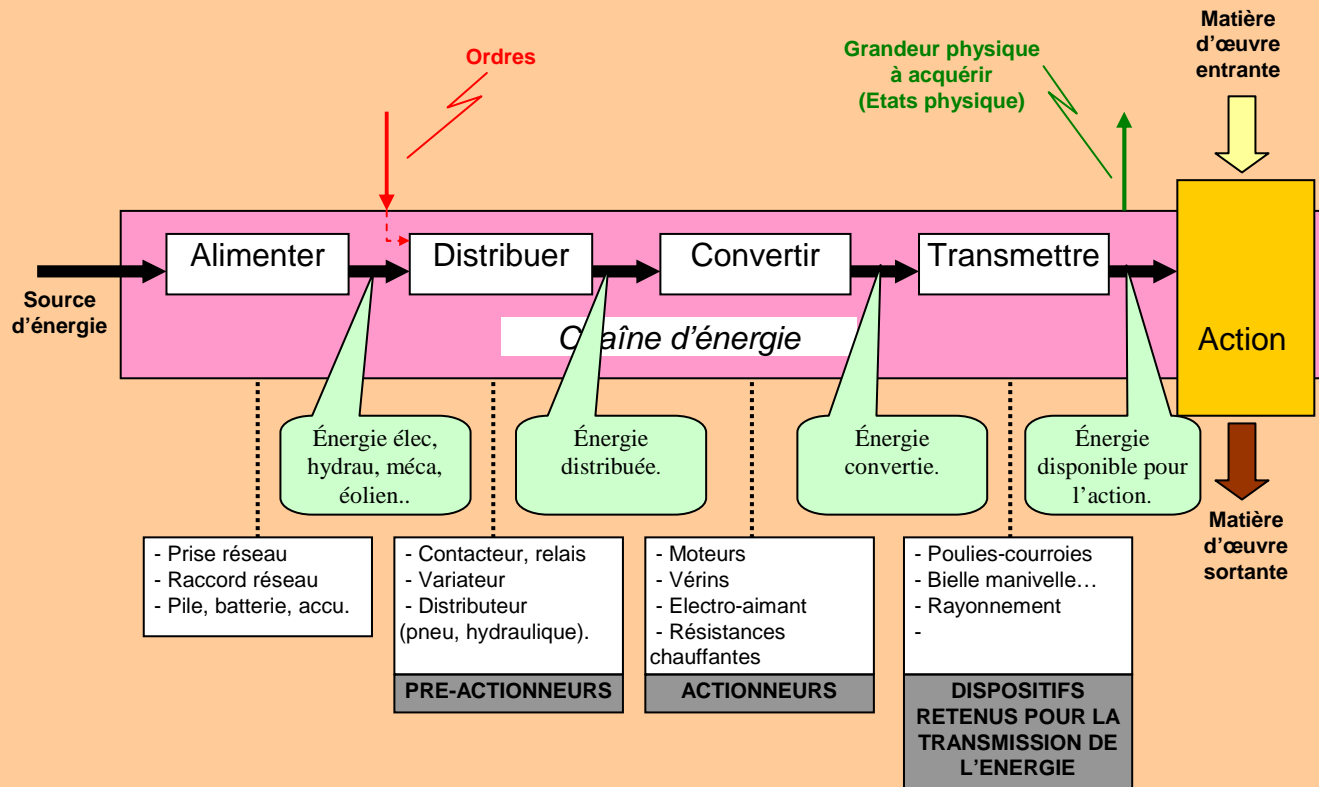 Ordres
Grandeur physique
à acquérir
(Etats physique)
Matière
d'œuvre
entrante
Source
d'énergie
Alimenter
Distribuer
Convertir
Transmettre
Action
C aîne d'énergie
Énergie élec,
hydrau, méca,
éolien..
Énergie
distribuée.
Énergie
convertie.
Énergie
disponible pour
l'action.
Matière
d'œuvre
sortante
- Prise réseau
- Raccord réseau
- Pile, batterie, accu.
- Contacteur, relais
- Variateur
- Distributeur
(pneu, hydraulique).
PRE-ACTIONNEURS
- Moteurs
- Vérins
- Electro-aimant
- Résistances
chauffantes
ACTIONNEURS
- Poulies-courroies
- Bielle manivelle…
- Rayonnement
-
DISPOSITIFS
RETENUS POUR LA
TRANSMISSION DE
L'ENERGIE